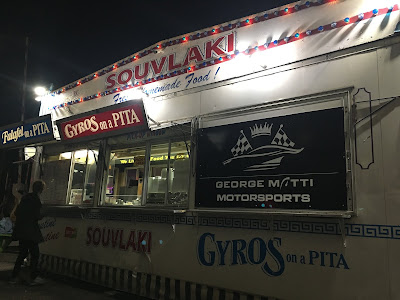 SOUVLAKI
Fresh Homemade Food !
Falafel on a PITA
GYROS on a PITA
GEORGE MATTI
MOTORSPORTS
SOUVLAKI
GYROS on a PITA